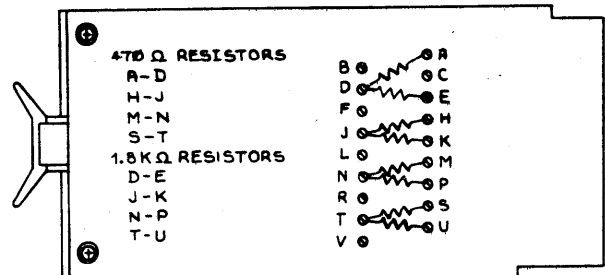 470 Ω RESISTORS
A-D
H-J
M-N
S-T
1.8KΩ RESISTORS
D-E
J-K
N-P
T-U
B
D
F
J
L
N
R
T
V
A
C
E
H
K
M
P
S
U